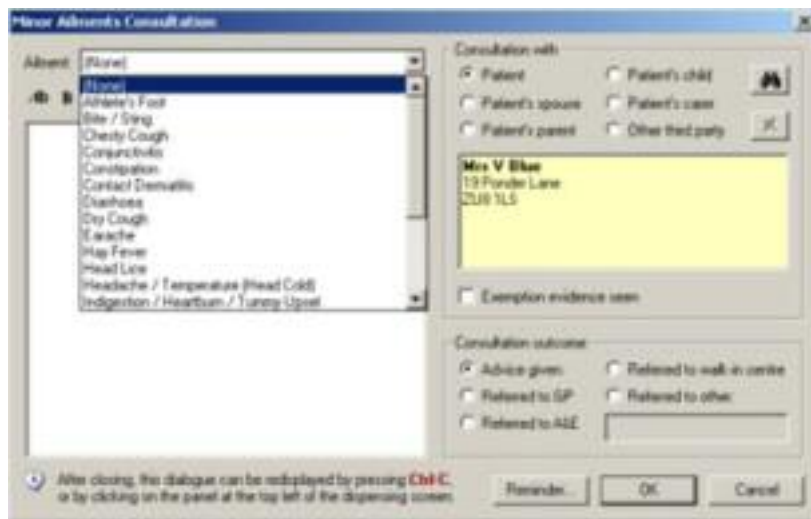 Minor Ailments Consultation
Ailment (None)
(None)
Athlete's Foot
Bite / Sting
Chesty Cough
Conjunctivitis
Constipation
Contact Dermatitis
Diarrhoea
Dry Cough
Earache
Hay Fever
Head Lice
Headache / Temperature (Head Cold)
Indigestion / Heartburn / Tummy Upset
Consultation with
Patient Patient's child
Patient's spouse Patient's carer
Patient's parent Other third party
Mrs V Blue
19 Ponder Lane
ZU8 1LS
Exemption evidence seen
Consultation outcome
Advice given Referred to walk-in centre
Referred to GP Referred to other:
Referred to A&E
After closing, this dialogue can be redisplayed by pressing Ctrl-C,
or by clicking on the panel at the top left of the dispensing screen.
Reminder... OK Cancel